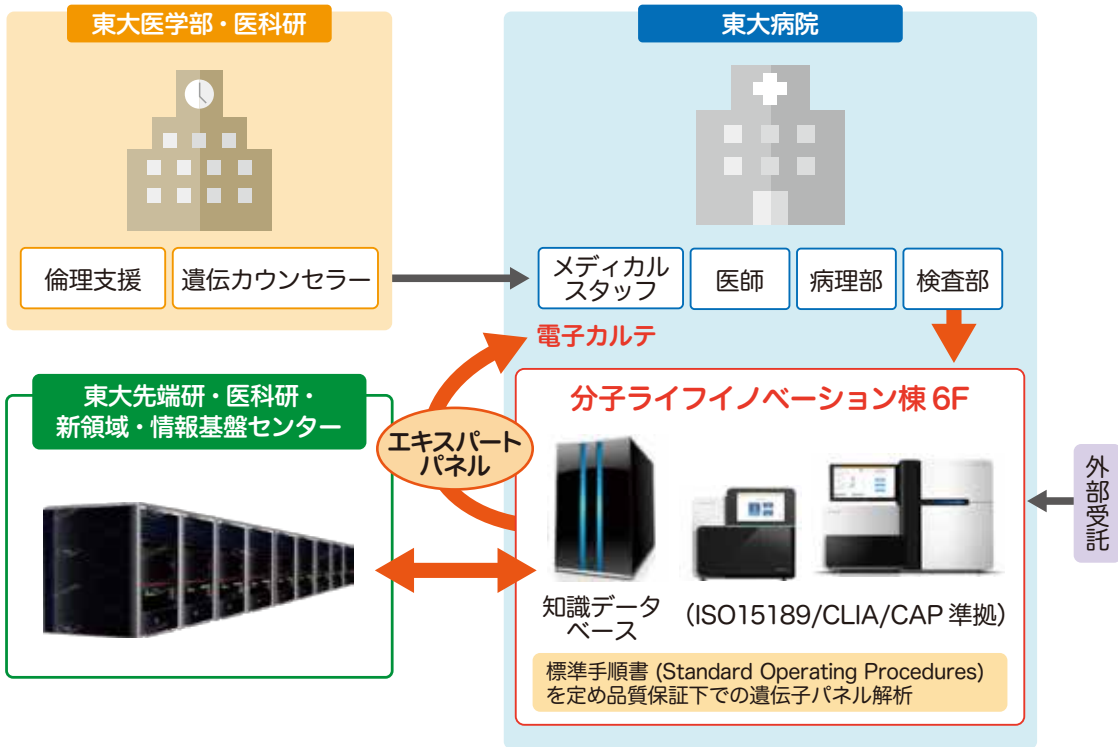 東大医学部・医科研
倫理支援
遺伝カウンセラー
東大病院
メディカル
スタッフ
医師
病理部
検査部
電子カルテ
東大先端研・医科研・
新領域・情報基盤センター
エキスパート
パネル
分子ライフイノベーション棟 6F
知識データ
ベース
（ISO15189/CLIA/CAP 準拠）
標準手順書 (Standard Operating Procedures)
を定め品質保証下での遺伝子パネル解析
外部受託